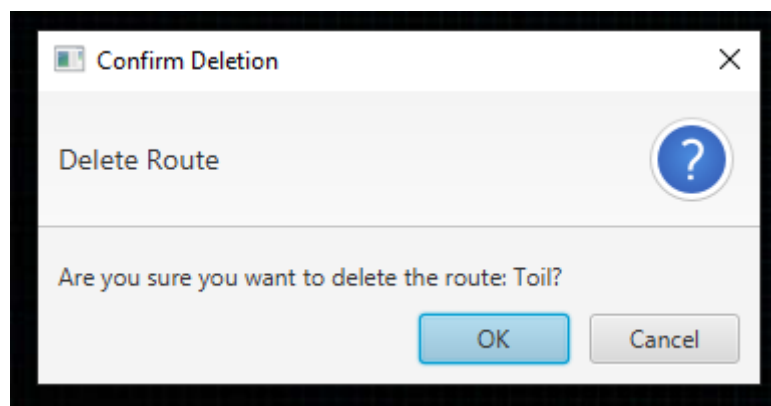 Confirm Deletion
Delete Route
?
Are you sure you want to delete the route: Toil?
OK
Cancel